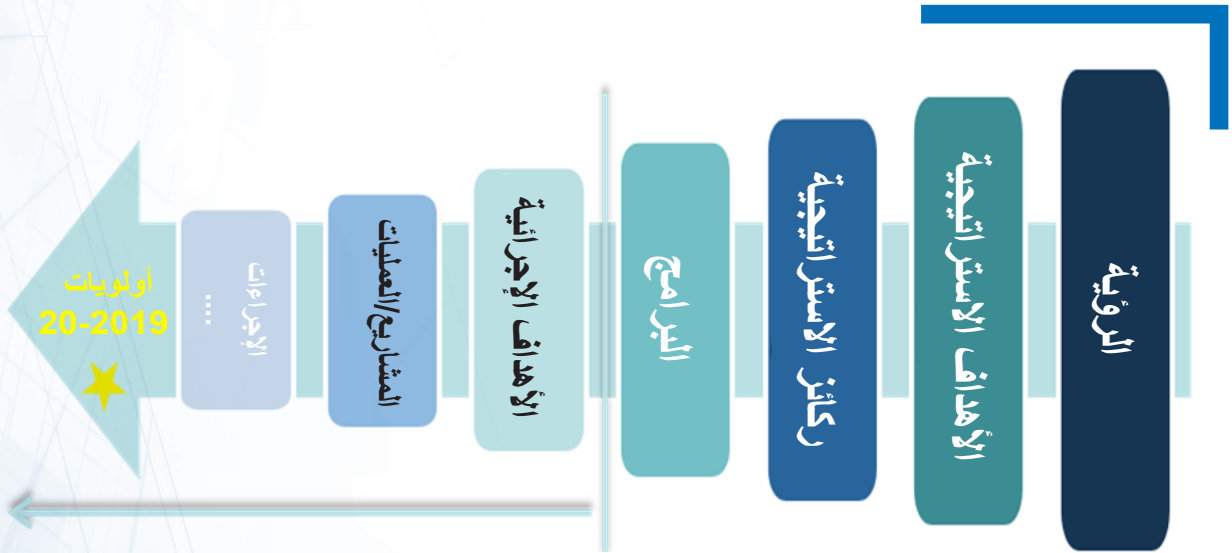 الرؤية
الأهداف الاستراتيجية
ركائز الاستراتيجية
البرامج
الأهداف الإجرائية
المشاريع/العمليات
الإجراءات
....
أولويات
20-2019